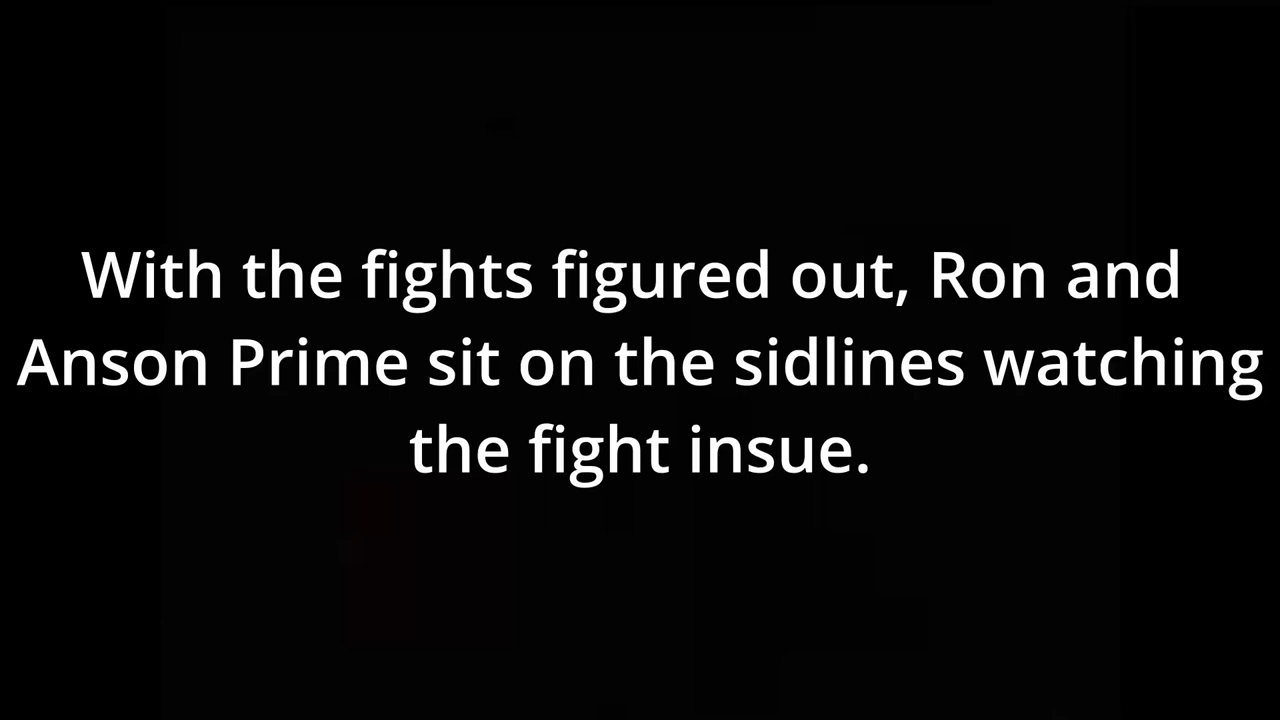 With the fights figured out, Ron and
Anson Prime sit on the sidlines watching
the fight insue.